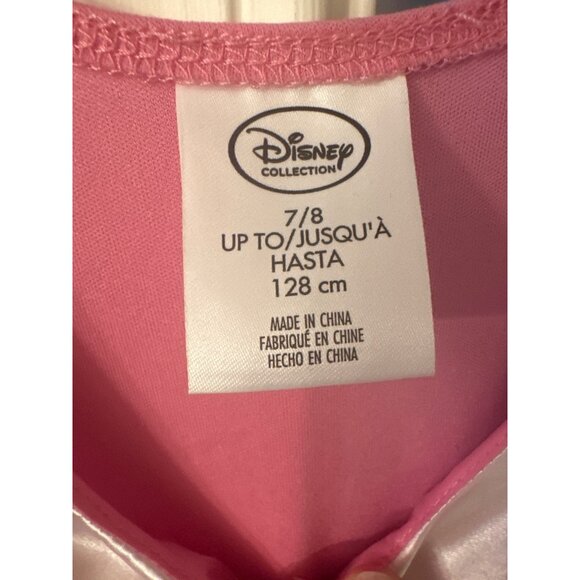 Disney
COLLECTION
7/8
UP TO/JUSQU'À
HASTA
128 cm
MADE IN CHINA
FABRIQUÉ EN CHINE
HECHO EN CHINA